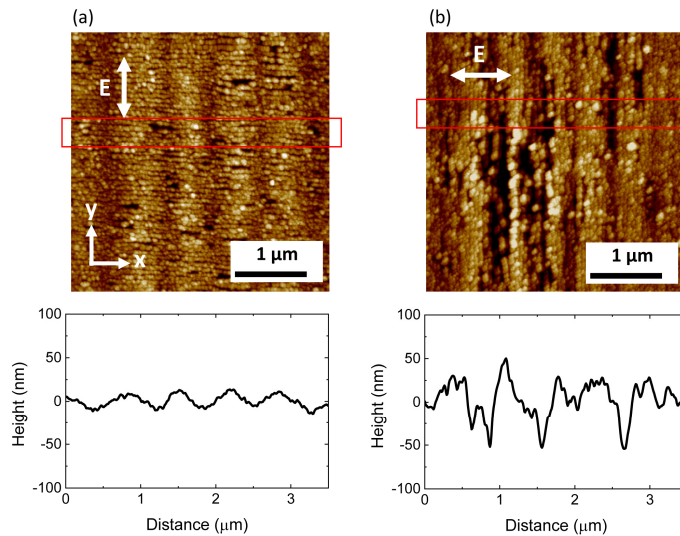 (a)
(b)
E
E
y
x
1 μm
1 μm
100
50
0
-50
-100
Height (nm)
0
1
2
3
Distance (μm)
100
50
0
-50
-100
Height (nm)
0
1
2
3
Distance (μm)